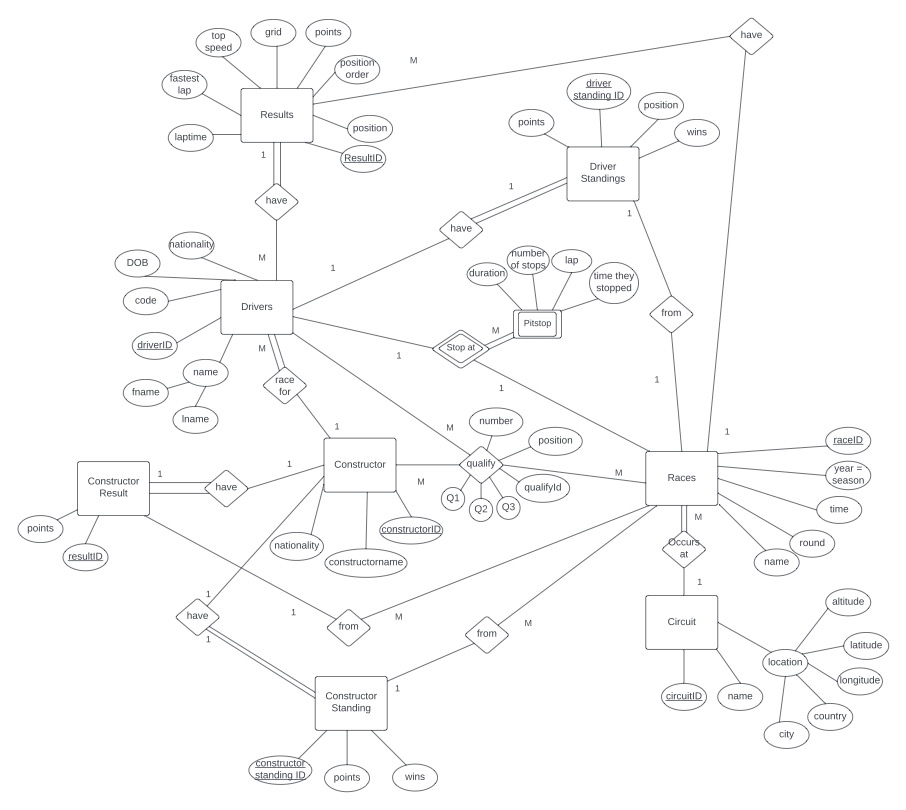 top
speed
grid
points
have
M
position
order
fastest
lap
driver
standing ID
Results
position
points
position
wins
laptime
ResultID
1
Driver
Standings
1
have
1
have
nationality
number
of stops
lap
DOB
M
1
duration
time they
stopped
code
Drivers
from
Pitstop
M
driverID
M
Stop at
1
name
race
for
1
1
fname
lname
number
1
M
1
position
raceID
Constructor
qualify
1
1
M
Races
year =
season
Constructor
Result
have
M
qualifyId
Q1
Q2
Q3
time
points
constructorID
M
resultID
nationality
Occurs
at
round
constructorname
name
1
1
altitude
have
1
M
from
M
from
Circuit
1
latitude
location
longitude
1
Constructor
Standing
circuitID
name
country
city
constructor
standing ID
points
wins